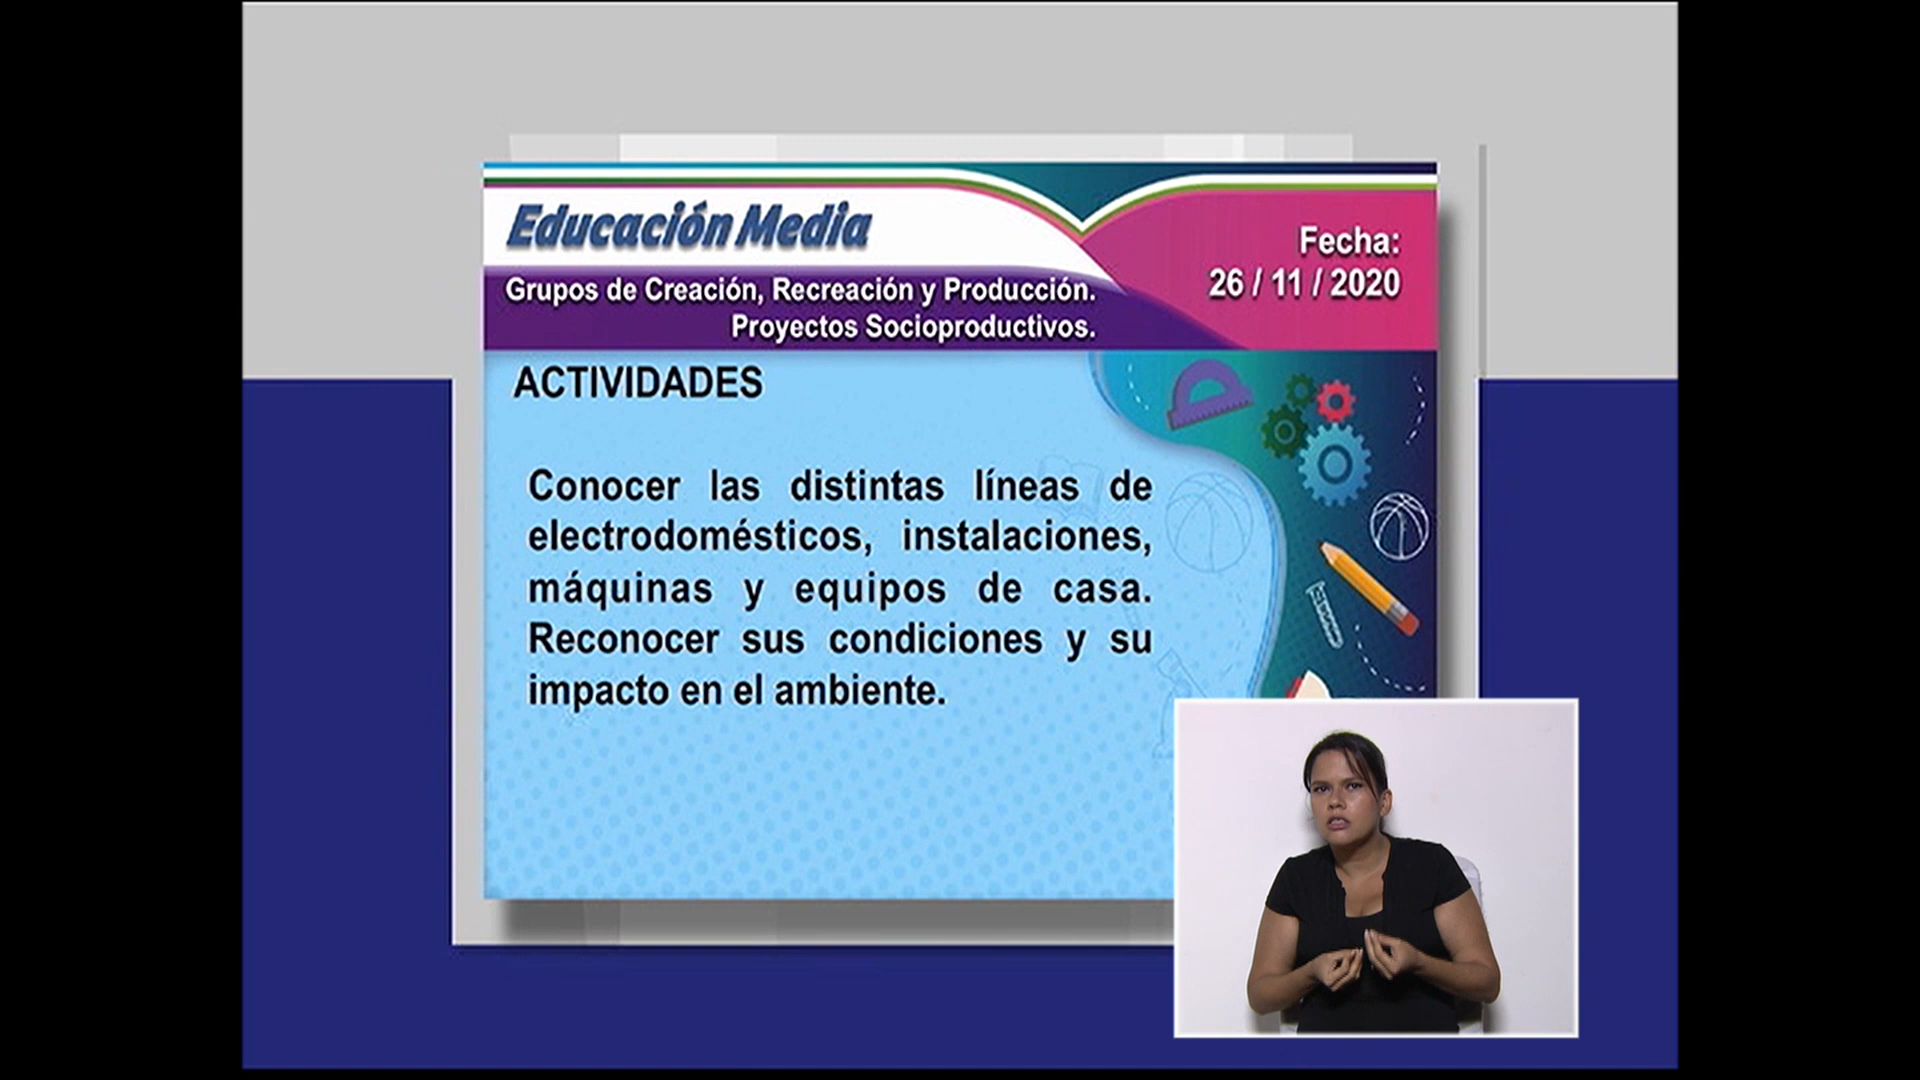 Educación Media
Fecha:
26 / 11 / 2020
Grupos de Creación, Recreación y Producción.
Proyectos Socioproductivos.
ACTIVIDADES
Conocer las distintas líneas de
electrodomésticos, instalaciones,
máquinas y equipos de casa.
Reconocer sus condiciones y su
impacto en el ambiente.